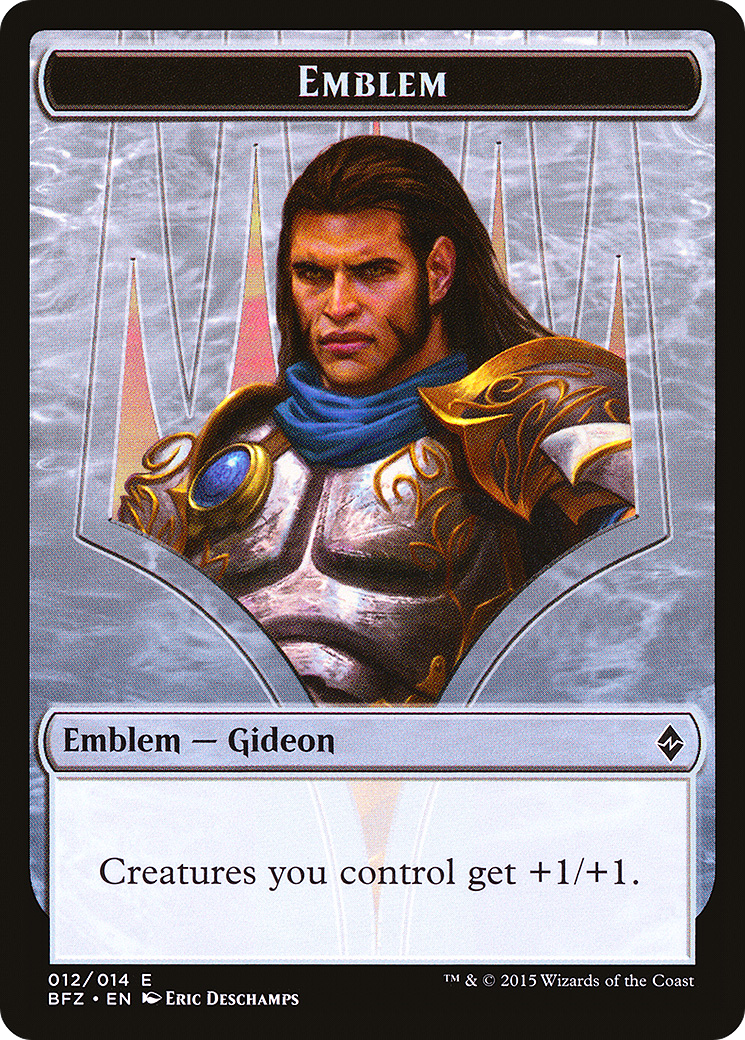 Emblem
Emblem — Gideon
Creatures you control get +1/+1.
012/014 E
BFZ • EN Eric Deschamps
™ & © 2015 Wizards of the Coast